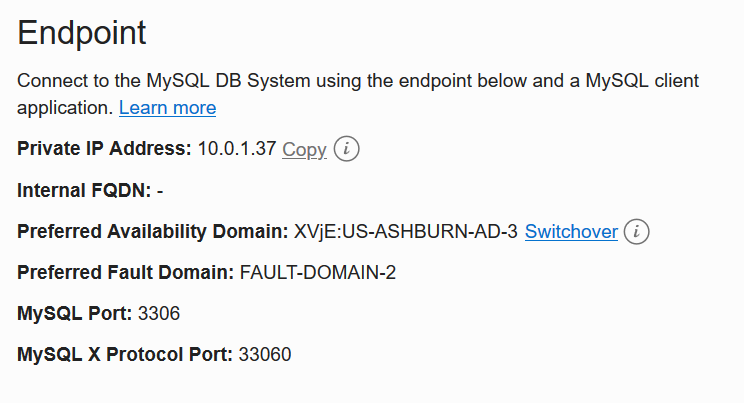 Endpoint
Connect to the MySQL DB System using the endpoint below and a MySQL client
application. Learn more
Private IP Address: 10.0.1.37 Copy i
Internal FQDN: -
Preferred Availability Domain: XVjE:US-ASHBURN-AD-3 Switchover i
Preferred Fault Domain: FAULT-DOMAIN-2
MySQL Port: 3306
MySQL X Protocol Port: 33060